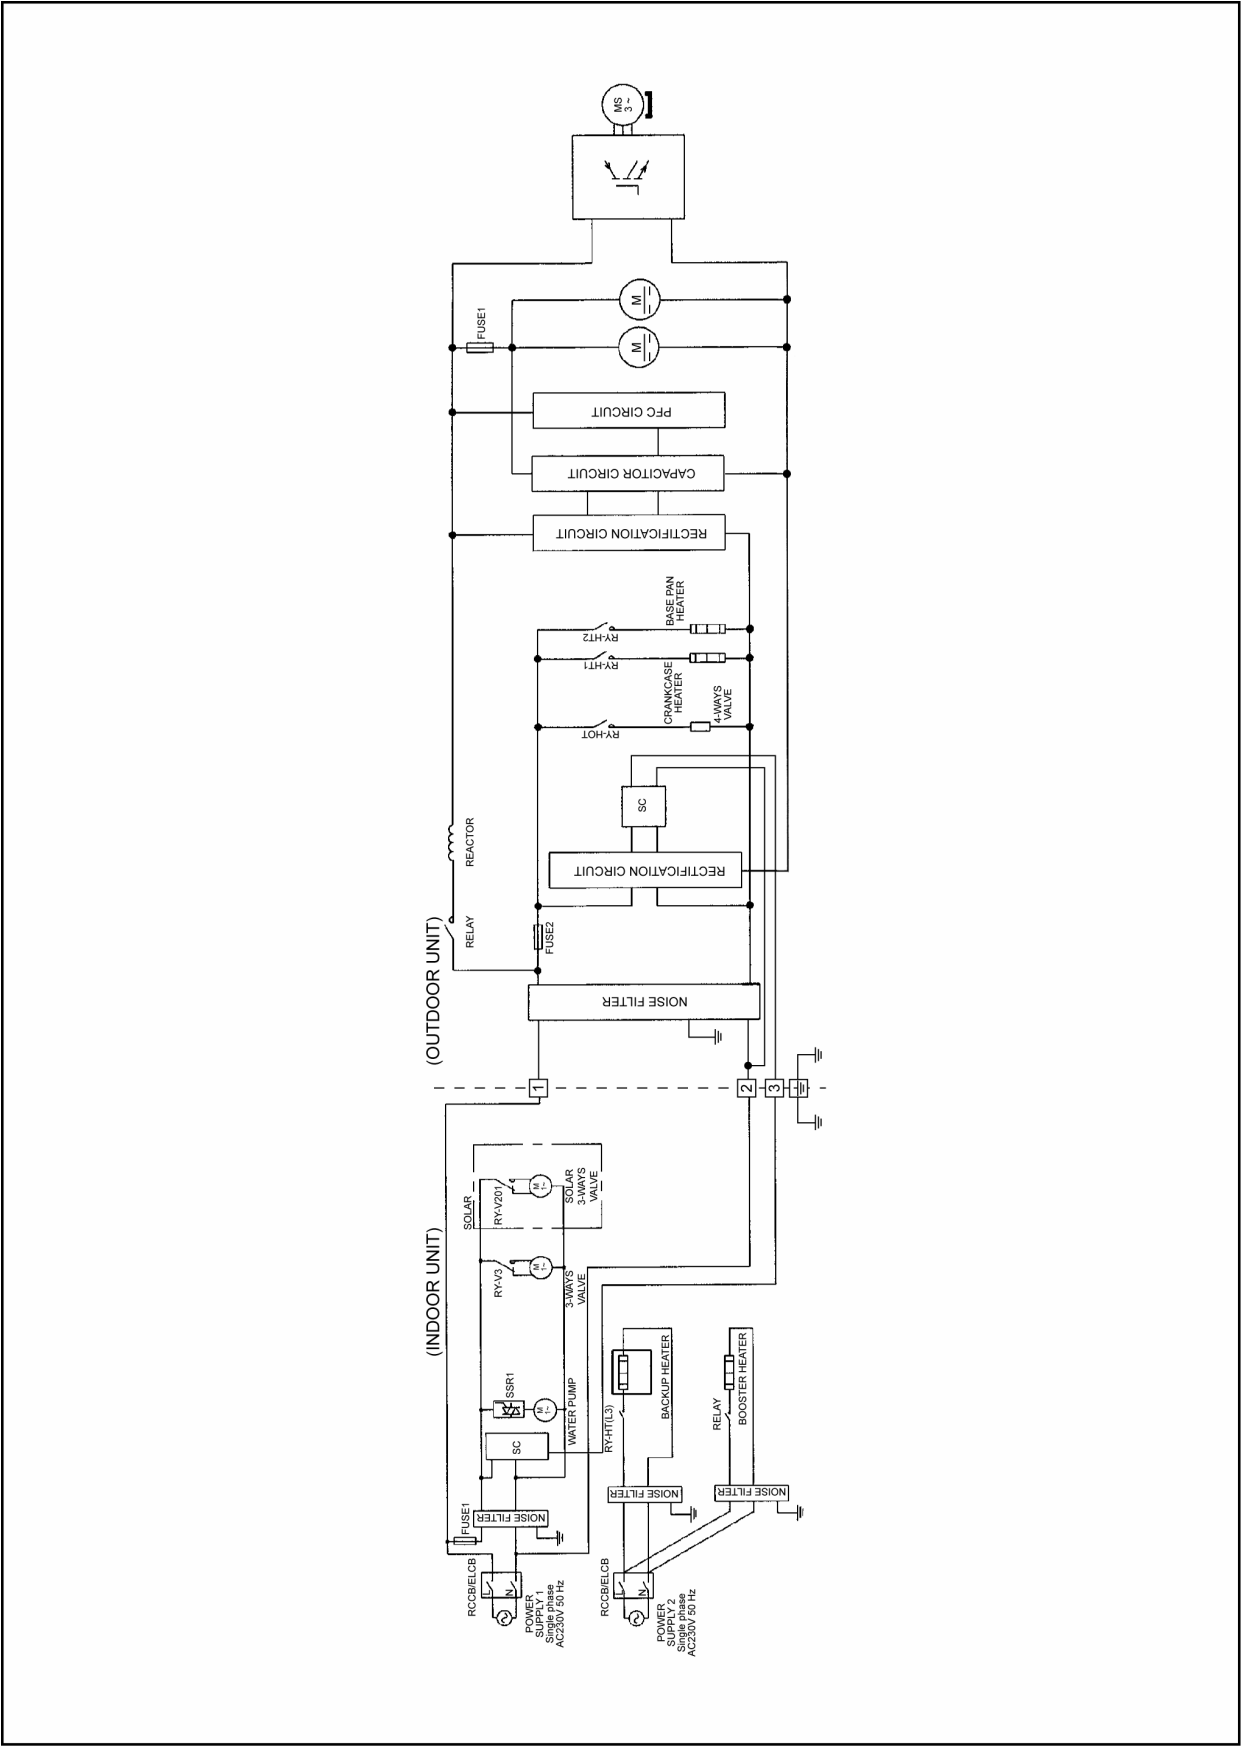 (INDOOR UNIT)
(OUTDOOR UNIT)
RCCB/ELCB
L
N
POWER
SUPPLY 1
Single phase
AC230V 50 Hz
FUSE1
NOISE FILTER
SC
SSR1
M
1~
WATER PUMP
RY-V3
M
1~
3-WAYS
VALVE
SOLAR
RY-V201
M
1~
SOLAR
3-WAYS
VALVE
RCCB/ELCB
L
N
POWER
SUPPLY 2
Single phase
AC230V 50 Hz
NOISE FILTER
RY-HT(L3)
BACKUP HEATER
NOISE FILTER
RELAY
BOOSTER HEATER
1
2
3
NOISE FILTER
RELAY
REACTOR
FUSE2
RECTIFICATION CIRCUIT
SC
RY-HOT
4-WAYS
VALVE
RY-HT1
CRANKCASE
HEATER
RY-HT2
BASE PAN
HEATER
RECTIFICATION CIRCUIT
CAPACITOR CIRCUIT
PFC CIRCUIT
FUSE1
M
M
MS
3 ~